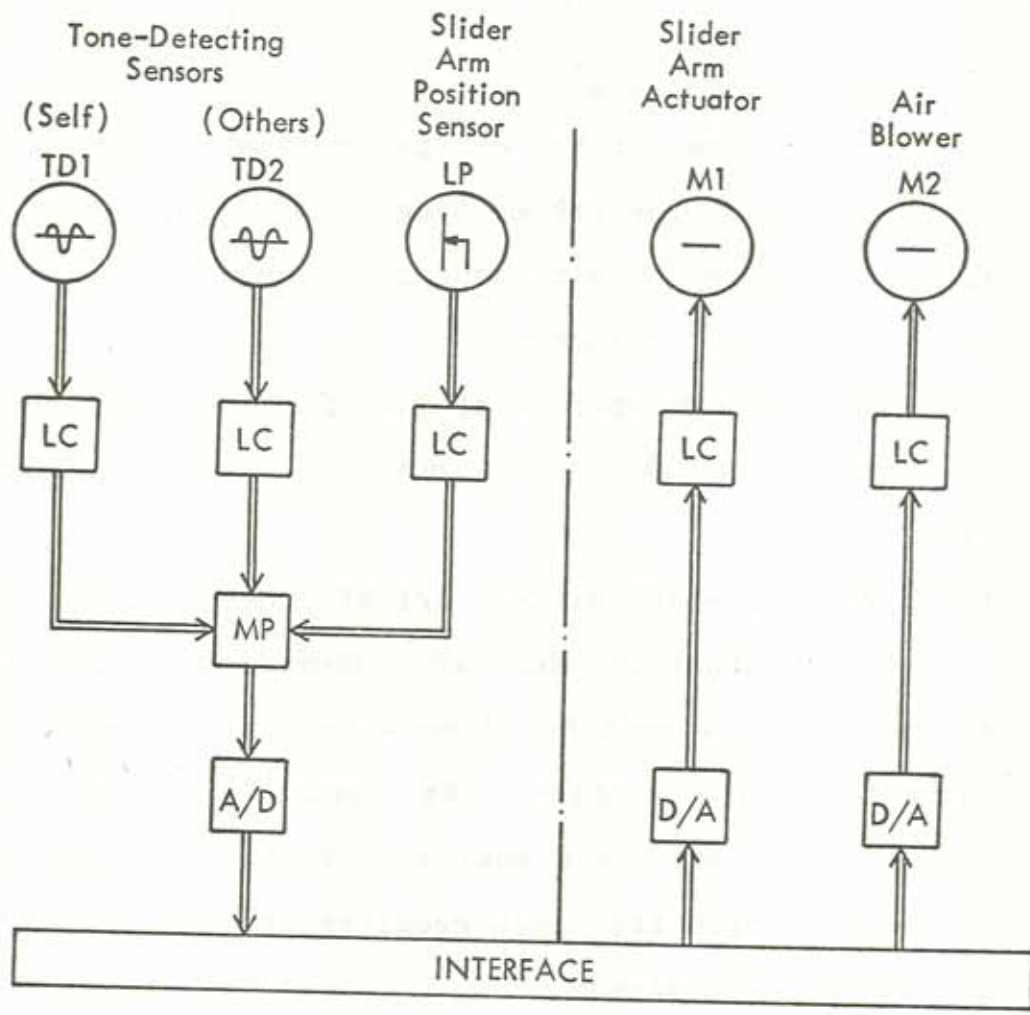 Tone-Detecting
Sensors
(Self)
(Others)
TD1
TD2
Slider
Arm
Position
Sensor
LP
Slider
Arm
Actuator
M1
Air
Blower
M2
LC
LC
LC
LC
LC
MP
A/D
D/A
D/A
INTERFACE